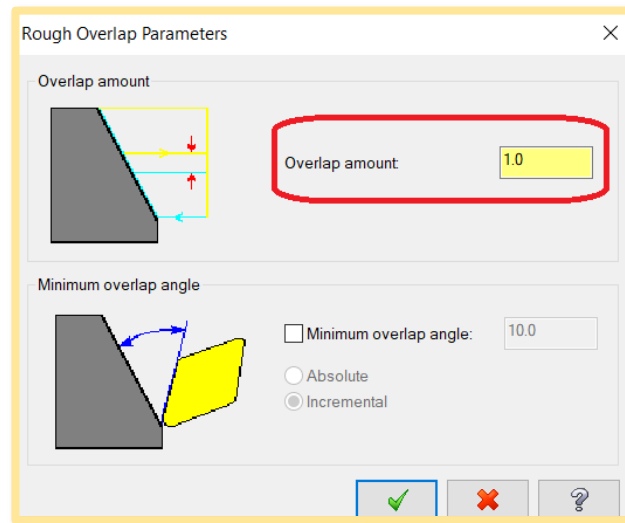 Rough Overlap Parameters
Overlap amount
Overlap amount:
1.0
Minimum overlap angle
Minimum overlap angle:
10.0
Absolute
Incremental